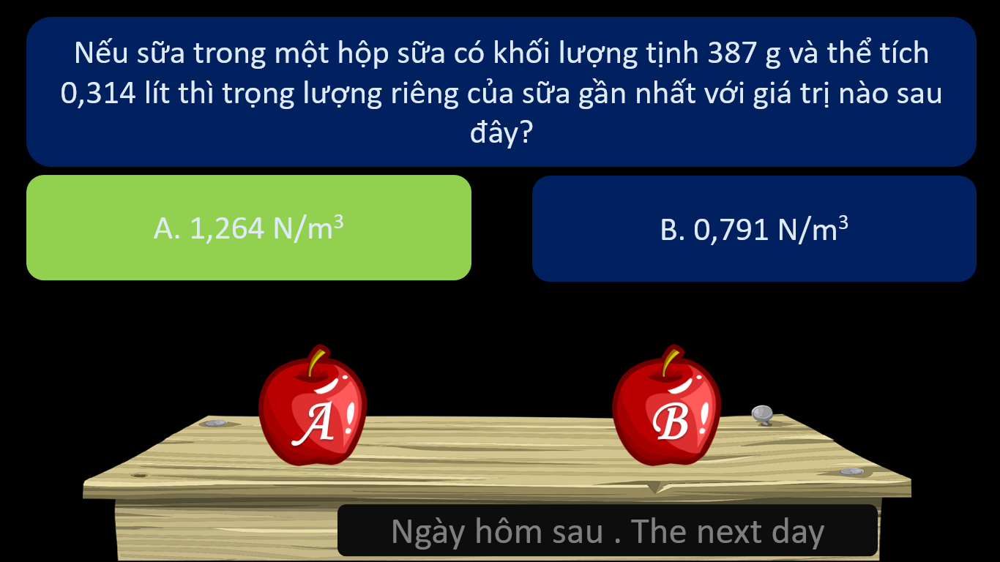 Nếu sữa trong một hộp sữa có khối lượng tịnh 387 g và thể tích
0,314 lít thì trọng lượng riêng của sữa gần nhất với giá trị nào sau
đây?
A. 1,264 N/m³
B. 0,791 N/m³
A
B
Ngày hôm sau . The next day